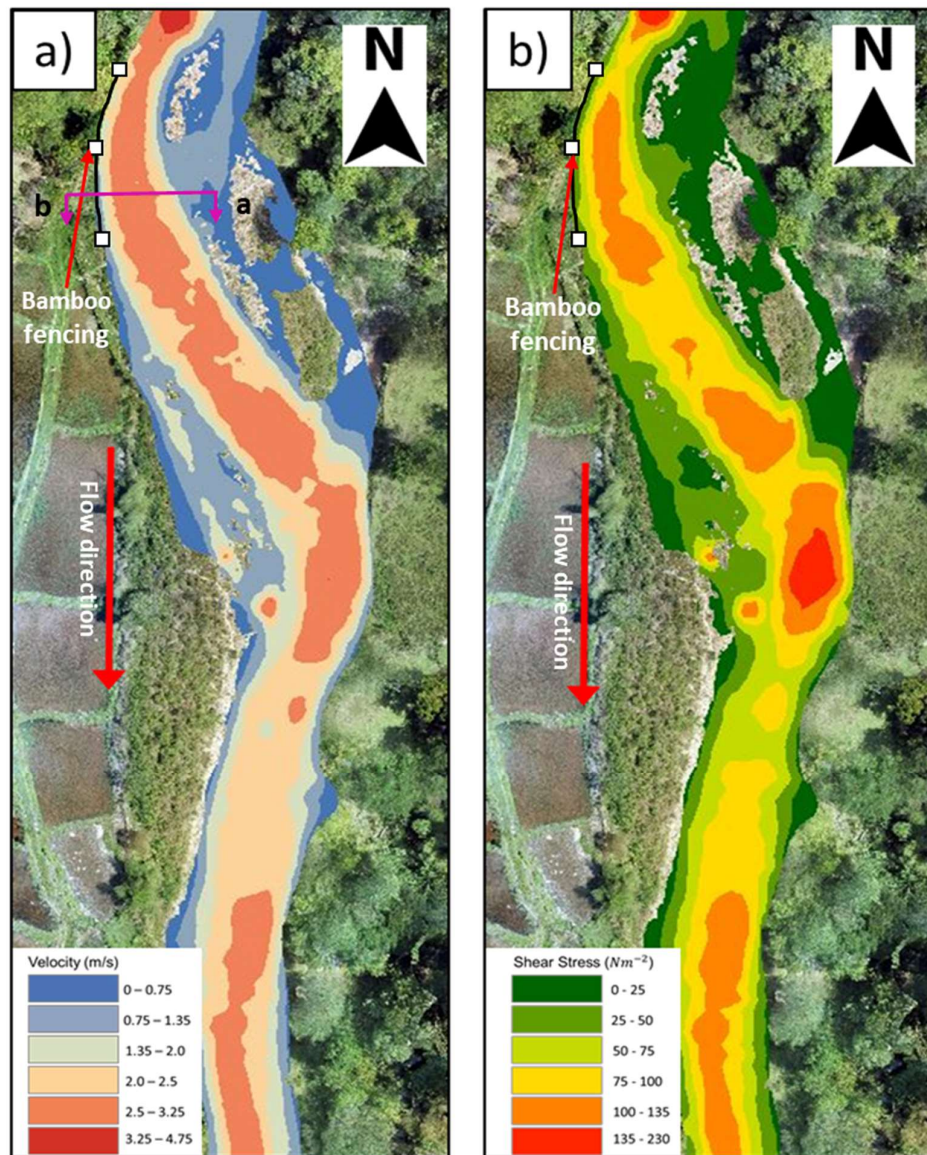 a)
N
b
a
Bamboo
fencing
Flow direction
Velocity (m/s)
0 – 0.75
0.75 – 1.35
1.35 – 2.0
2.0 – 2.5
2.5 – 3.25
3.25 – 4.75
b)
N
Bamboo
fencing
Flow direction
Shear Stress (Nm⁻²)
0 - 25
25 - 50
50 - 75
75 - 100
100 - 135
135 - 230